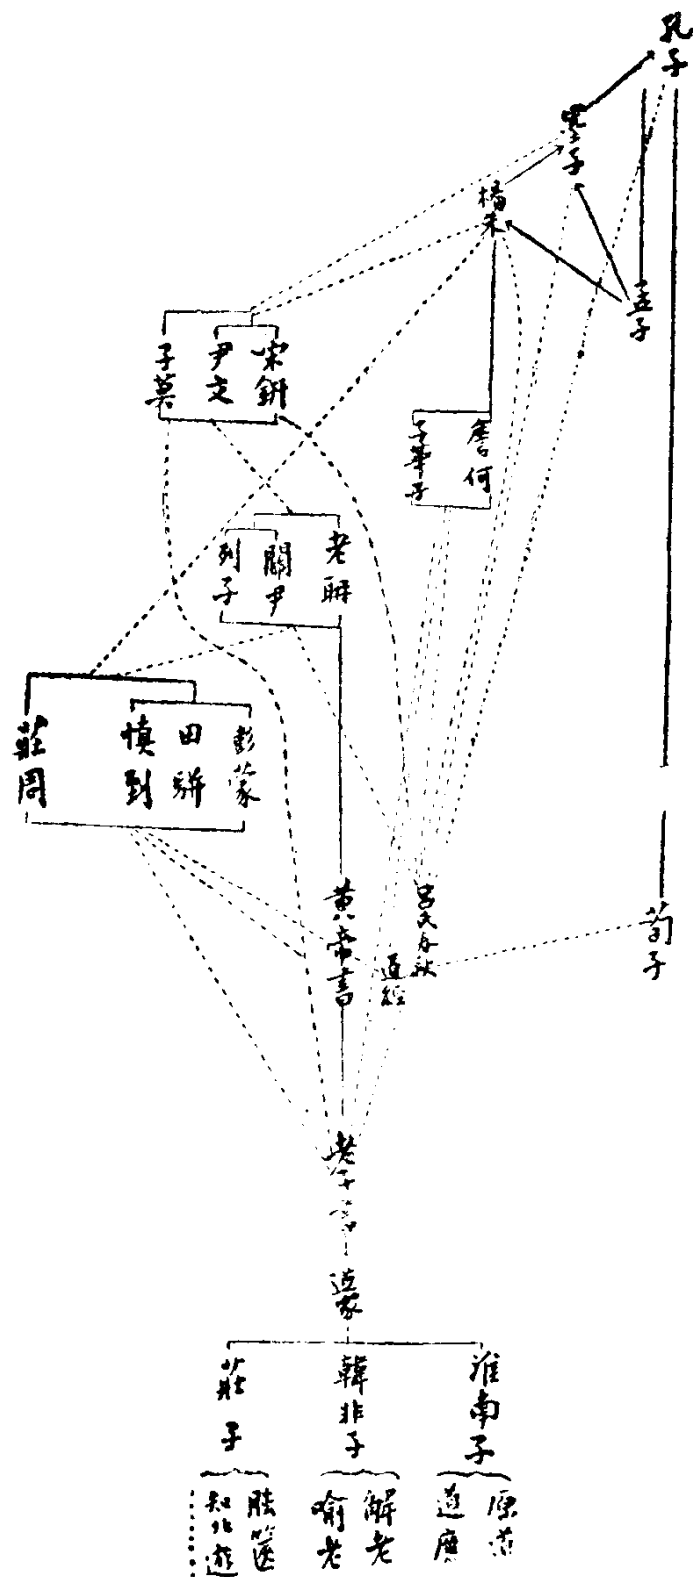 孔子
墨子
楊朱
孟子
宋鈃
尹文
子莫
詹何
子華子
老聃
關尹
列子
彭蒙
田駢
慎到
莊周
呂氏春秋
道經
黃帝書
荀子
老子書
道家
淮南子
韓非子
莊子
原道
道應
解老
喻老
胠篋
知北遊